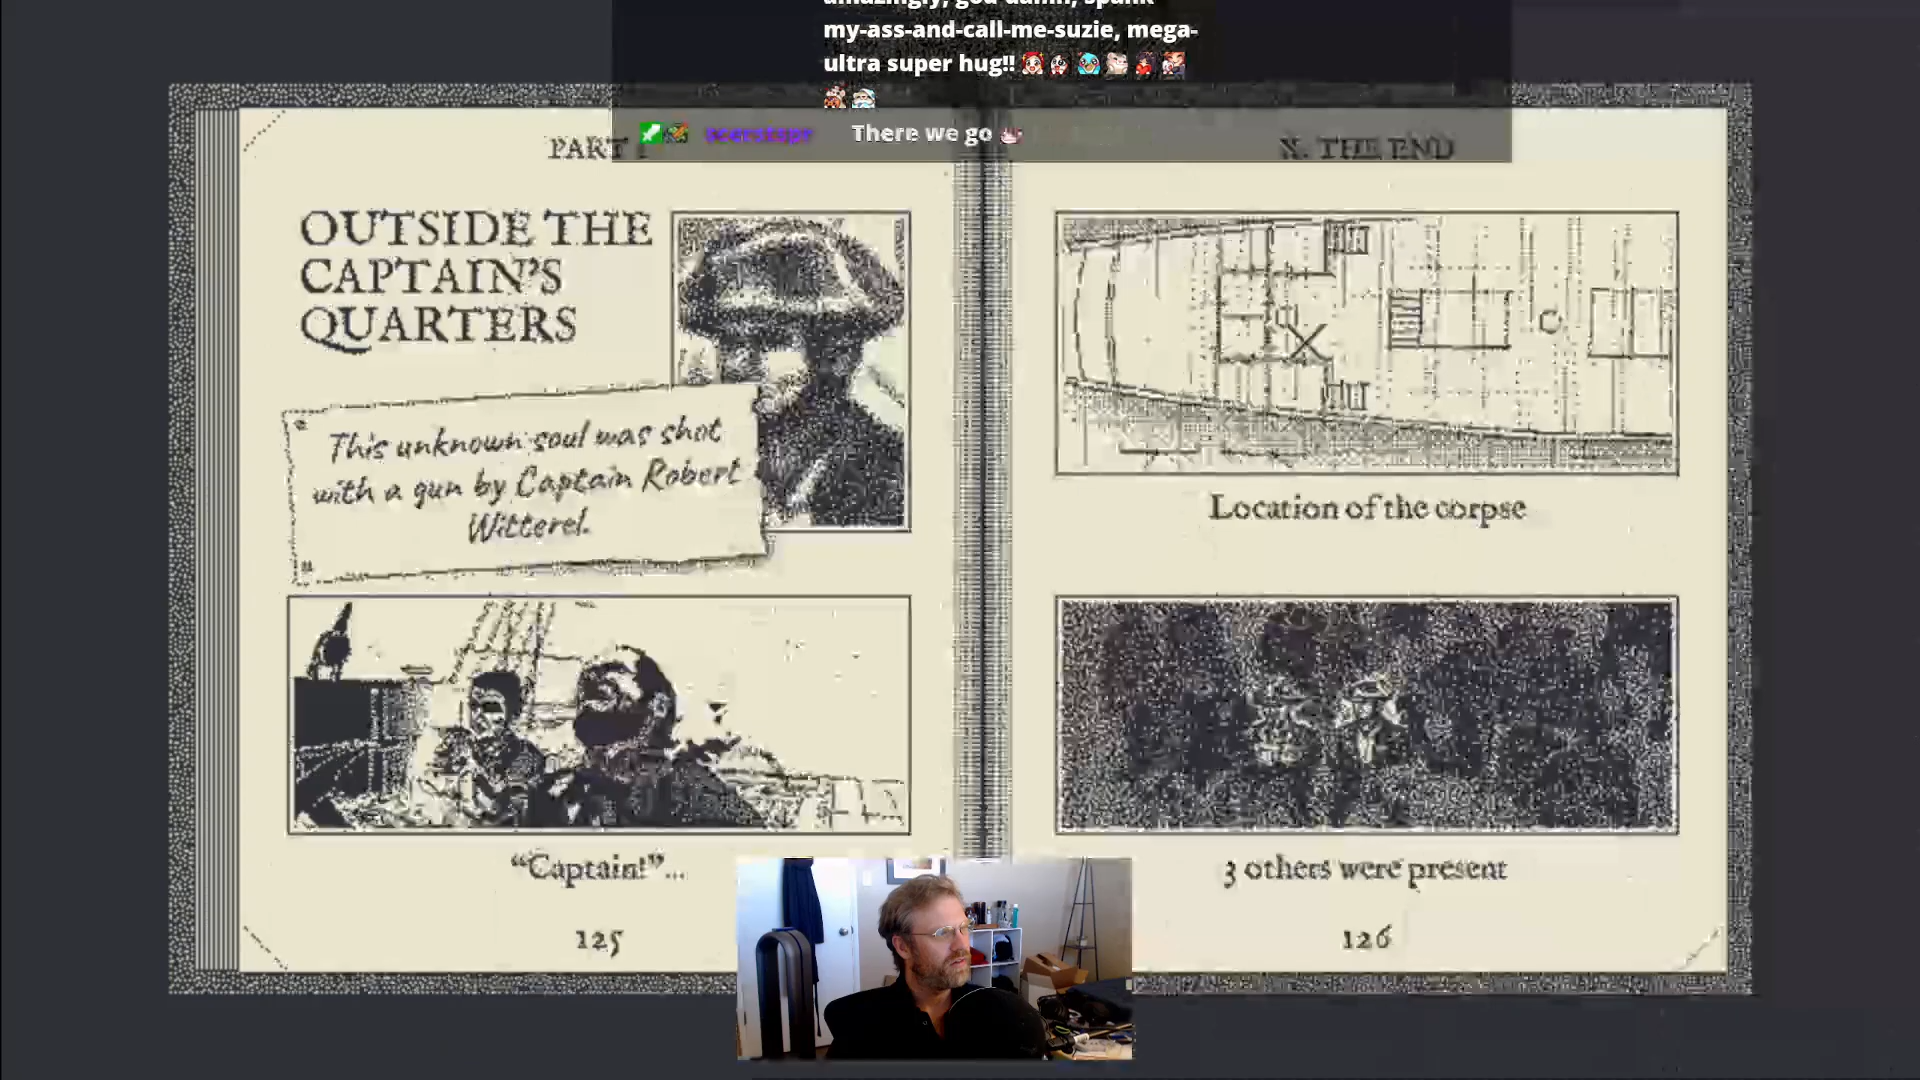 my-ass-and-call-me-suzie, mega-
ultra super hug!!
There we go
PART I
X. THE END
OUTSIDE THE
CAPTAIN'S
QUARTERS
This unknown soul was shot
with a gun by Captain Robert
Witterel.
Location of the corpse
"Captain!"...
3 others were present
125
126